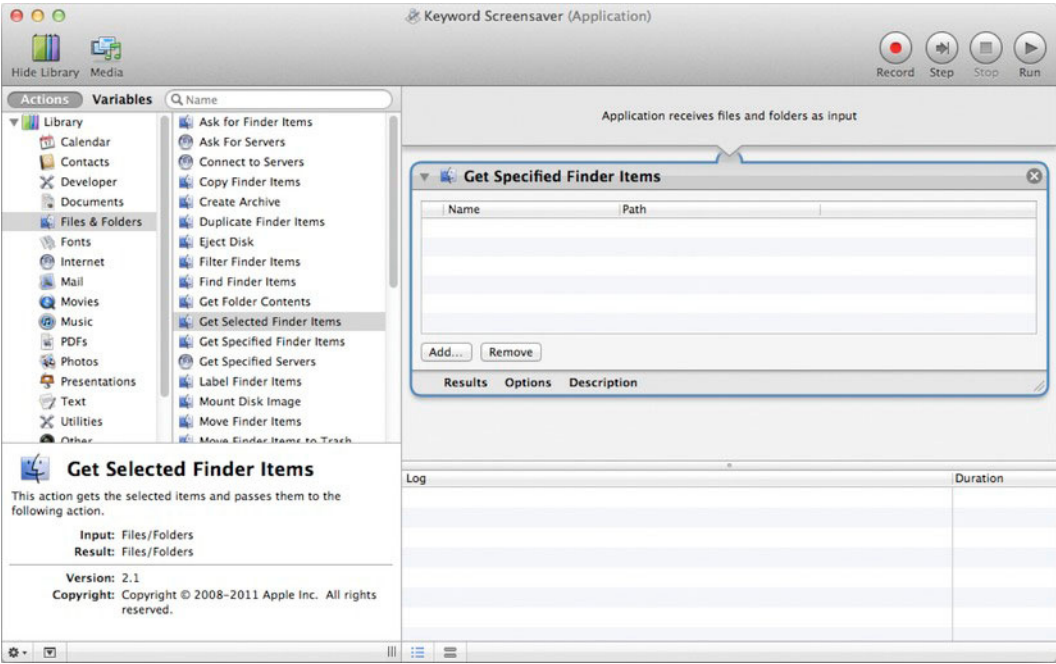 Keyword Screensaver (Application)
Hide Library
Media
Record
Step
Stop
Run
Actions
Variables
Name
Library
Calendar
Contacts
Developer
Documents
Files & Folders
Fonts
Internet
Mail
Movies
Music
PDFs
Photos
Presentations
Text
Utilities
Other
Ask for Finder Items
Ask For Servers
Connect to Servers
Copy Finder Items
Create Archive
Duplicate Finder Items
Eject Disk
Filter Finder Items
Find Finder Items
Get Folder Contents
Get Selected Finder Items
Get Specified Finder Items
Get Specified Servers
Label Finder Items
Mount Disk Image
Move Finder Items
Move Finder Items to Trash
Get Selected Finder Items
This action gets the selected items and passes them to the
following action.
Input: Files/Folders
Result: Files/Folders
Version: 2.1
Copyright: Copyright © 2008-2011 Apple Inc. All rights
reserved.
Application receives files and folders as input
Get Specified Finder Items
Name
Path
Add...
Remove
Results
Options
Description
Log
Duration